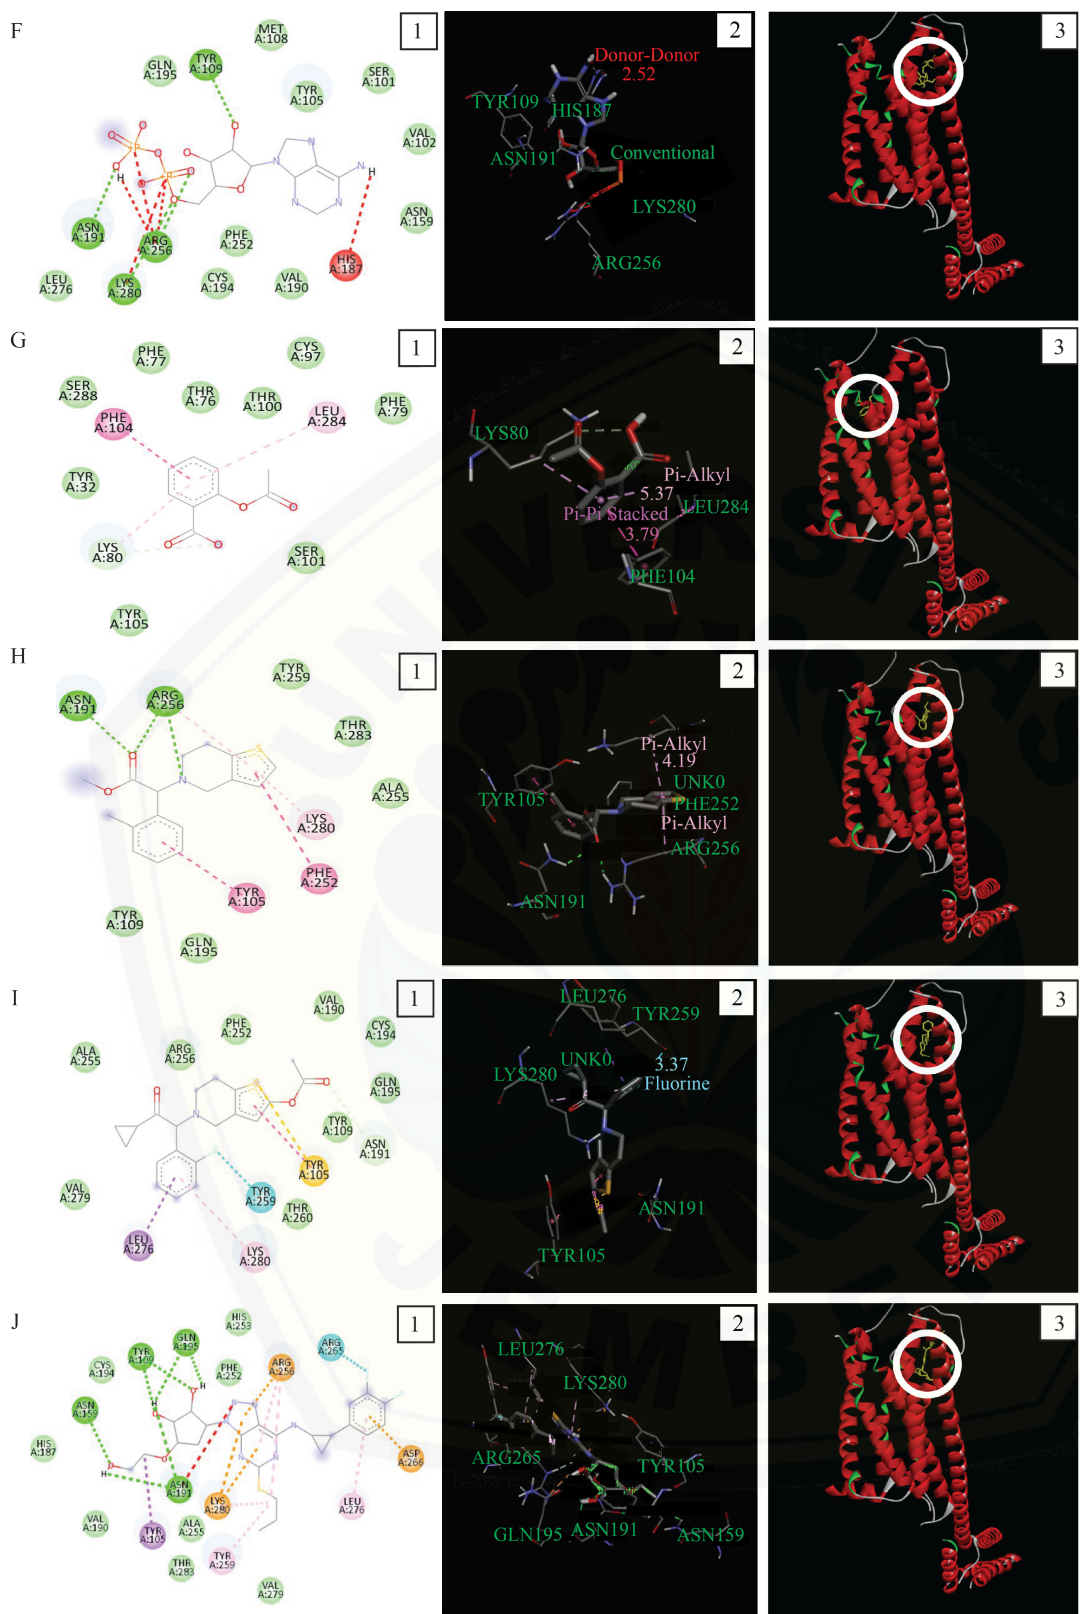 F
1
MET
A:108
TYR
A:109
GLN
A:195
SER
A:101
TYR
A:105
VAL
A:102
ASN
A:159
H
H
ASN
A:191
ARG
A:256
PHE
A:252
HIS
A:187
LEU
A:276
LYS
A:280
CYS
A:194
VAL
A:190
2
Donor-Donor
2.52
TYR109
HIS187
ASN191
Conventional
LYS280
ARG256
3
G
1
PHE
A:77
CYS
A:97
SER
A:288
THR
A:76
THR
A:100
PHE
A:79
PHE
A:104
LEU
A:284
TYR
A:32
LYS
A:80
SER
A:101
TYR
A:105
2
LYS80
Pi-Alkyl
5.37
LEU284
Pi-Pi Stacked
3.79
PHE104
3
H
1
TYR
A:259
ASN
A:191
ARG
A:256
THR
A:283
ALA
A:255
LYS
A:280
PHE
A:252
TYR
A:105
TYR
A:109
GLN
A:195
2
Pi-Alkyl
4.19
UNK0
TYR105
PHE252
Pi-Alkyl
ARG256
ASN191
3
I
1
VAL
A:190
PHE
A:252
CYS
A:194
ALA
A:255
ARG
A:256
GLN
A:195
TYR
A:109
ASN
A:191
TYR
A:105
VAL
A:279
TYR
A:259
THR
A:260
LEU
A:276
LYS
A:280
2
LEU276
TYR259
UNK0
3.37
LYS280
Fluorine
ASN191
TYR105
3
J
1
HIS
A:253
GLN
A:195
TYR
A:109
ARG
A:265
CYS
A:194
PHE
A:252
ARG
A:256
ASN
A:159
HIS
A:187
ASP
A:266
ASN
A:191
LYS
A:280
LEU
A:276
VAL
A:190
TYR
A:105
ALA
A:255
THR
A:283
TYR
A:259
VAL
A:279
2
LEU276
LYS280
ARG265
TYR105
GLN195
ASN191
ASN159
3